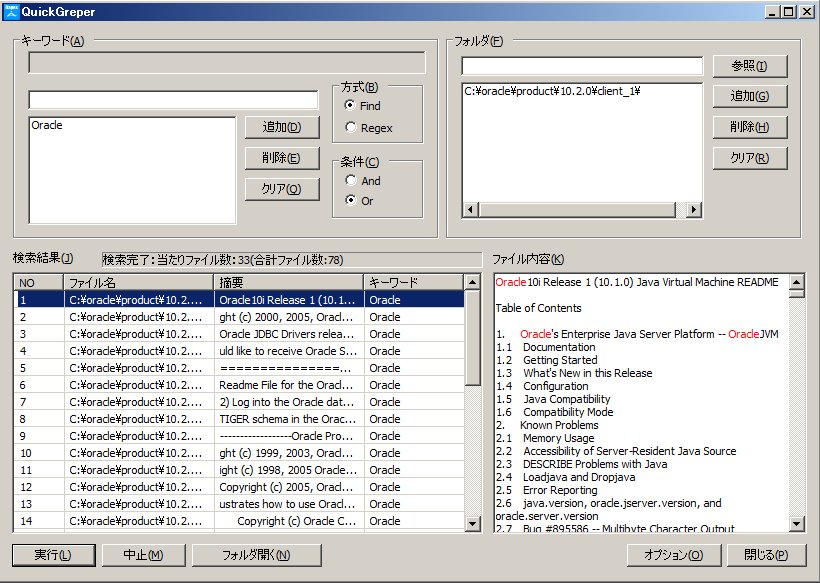 QuickGreper
キーワード(A)
方式(B)
Find
Regex
Oracle
追加(D)
削除(E)
クリア(Q)
条件(C)
And
Or
フォルダ(F)
参照(I)
C:¥oracle¥product¥10.2.0¥client_1¥
追加(G)
削除(H)
クリア(R)
検索結果(J)
検索完了:当たりファイル数:33(合計ファイル数:78)
NO ファイル名 摘要 キーワード
1 C:¥oracle¥product¥10.2.... Oracle10i Release 1 (10.1.... Oracle
2 C:¥oracle¥product¥10.2.... ght (c) 2000, 2005, Oracl... Oracle
3 C:¥oracle¥product¥10.2.... Oracle JDBC Drivers relea... Oracle
4 C:¥oracle¥product¥10.2.... uld like to receive Oracle S... Oracle
5 C:¥oracle¥product¥10.2.... ===============... Oracle
6 C:¥oracle¥product¥10.2.... Readme File for the Oracl... Oracle
7 C:¥oracle¥product¥10.2.... 2) Log into the Oracle dat... Oracle
8 C:¥oracle¥product¥10.2.... TIGER schema in the Orac... Oracle
9 C:¥oracle¥product¥10.2.... ------------------Oracle Pro... Oracle
10 C:¥oracle¥product¥10.2.... ght (c) 1999, 2003, Oracl... Oracle
11 C:¥oracle¥product¥10.2.... ight (c) 1998, 2005 Oracle... Oracle
12 C:¥oracle¥product¥10.2.... Copyright (c) 2005, Oracl... Oracle
13 C:¥oracle¥product¥10.2.... ustrates how to use Oracl... Oracle
14 C:¥oracle¥product¥10.2.... Copyright (c) Oracle C... Oracle
ファイル内容(K)
Oracle10i Release 1 (10.1.0) Java Virtual Machine README
Table of Contents
1. Oracle's Enterprise Java Server Platform -- OracleJVM
1.1 Documentation
1.2 Getting Started
1.3 What's New in this Release
1.4 Configuration
1.5 Java Compatibility
1.6 Compatibility Mode
2. Known Problems
2.1 Memory Usage
2.2 Accessibility of Server-Resident Java Source
2.3 DESCRIBE Problems with Java
2.4 Loadjava and Dropjava
2.5 Error Reporting
2.6 java.version, oracle.jserver.version, and
oracle.server.version
2.7 Bug #895586 -- Multibyte Character Output
実行(L)
中止(M)
フォルダ開く(N)
オプション(O)
閉じる(P)